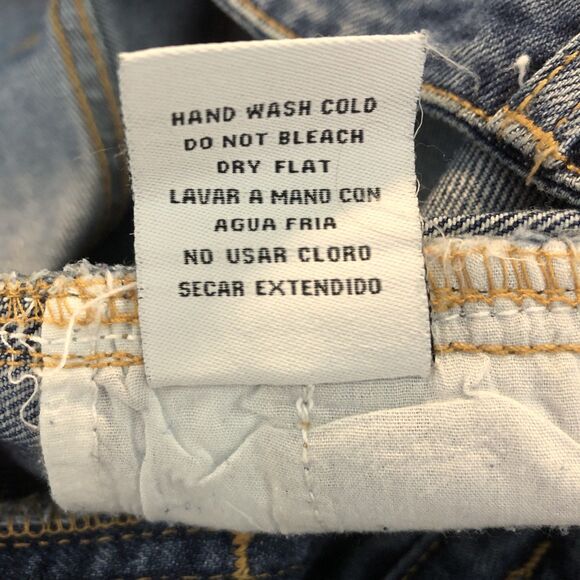 HAND WASH COLD
DO NOT BLEACH
DRY FLAT
LAVAR A MANO CON
AGUA FRIA
NO USAR CLORO
SECAR EXTENDIDO